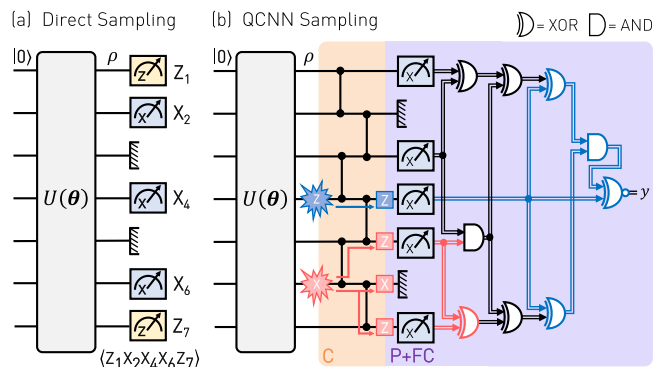 (a) Direct Sampling
(b) QCNN Sampling
= XOR
= AND
|0⟩
ρ
|0⟩
ρ
Z
Z₁
X
X
X₂
X
U(θ)
X
X₄
U(θ)
Z
Z
X
Z
X
X
X₆
X
X
Z
Z₇
Z
X
y
⟨Z₁X₂X₄X₆Z₇⟩
C
P+FC